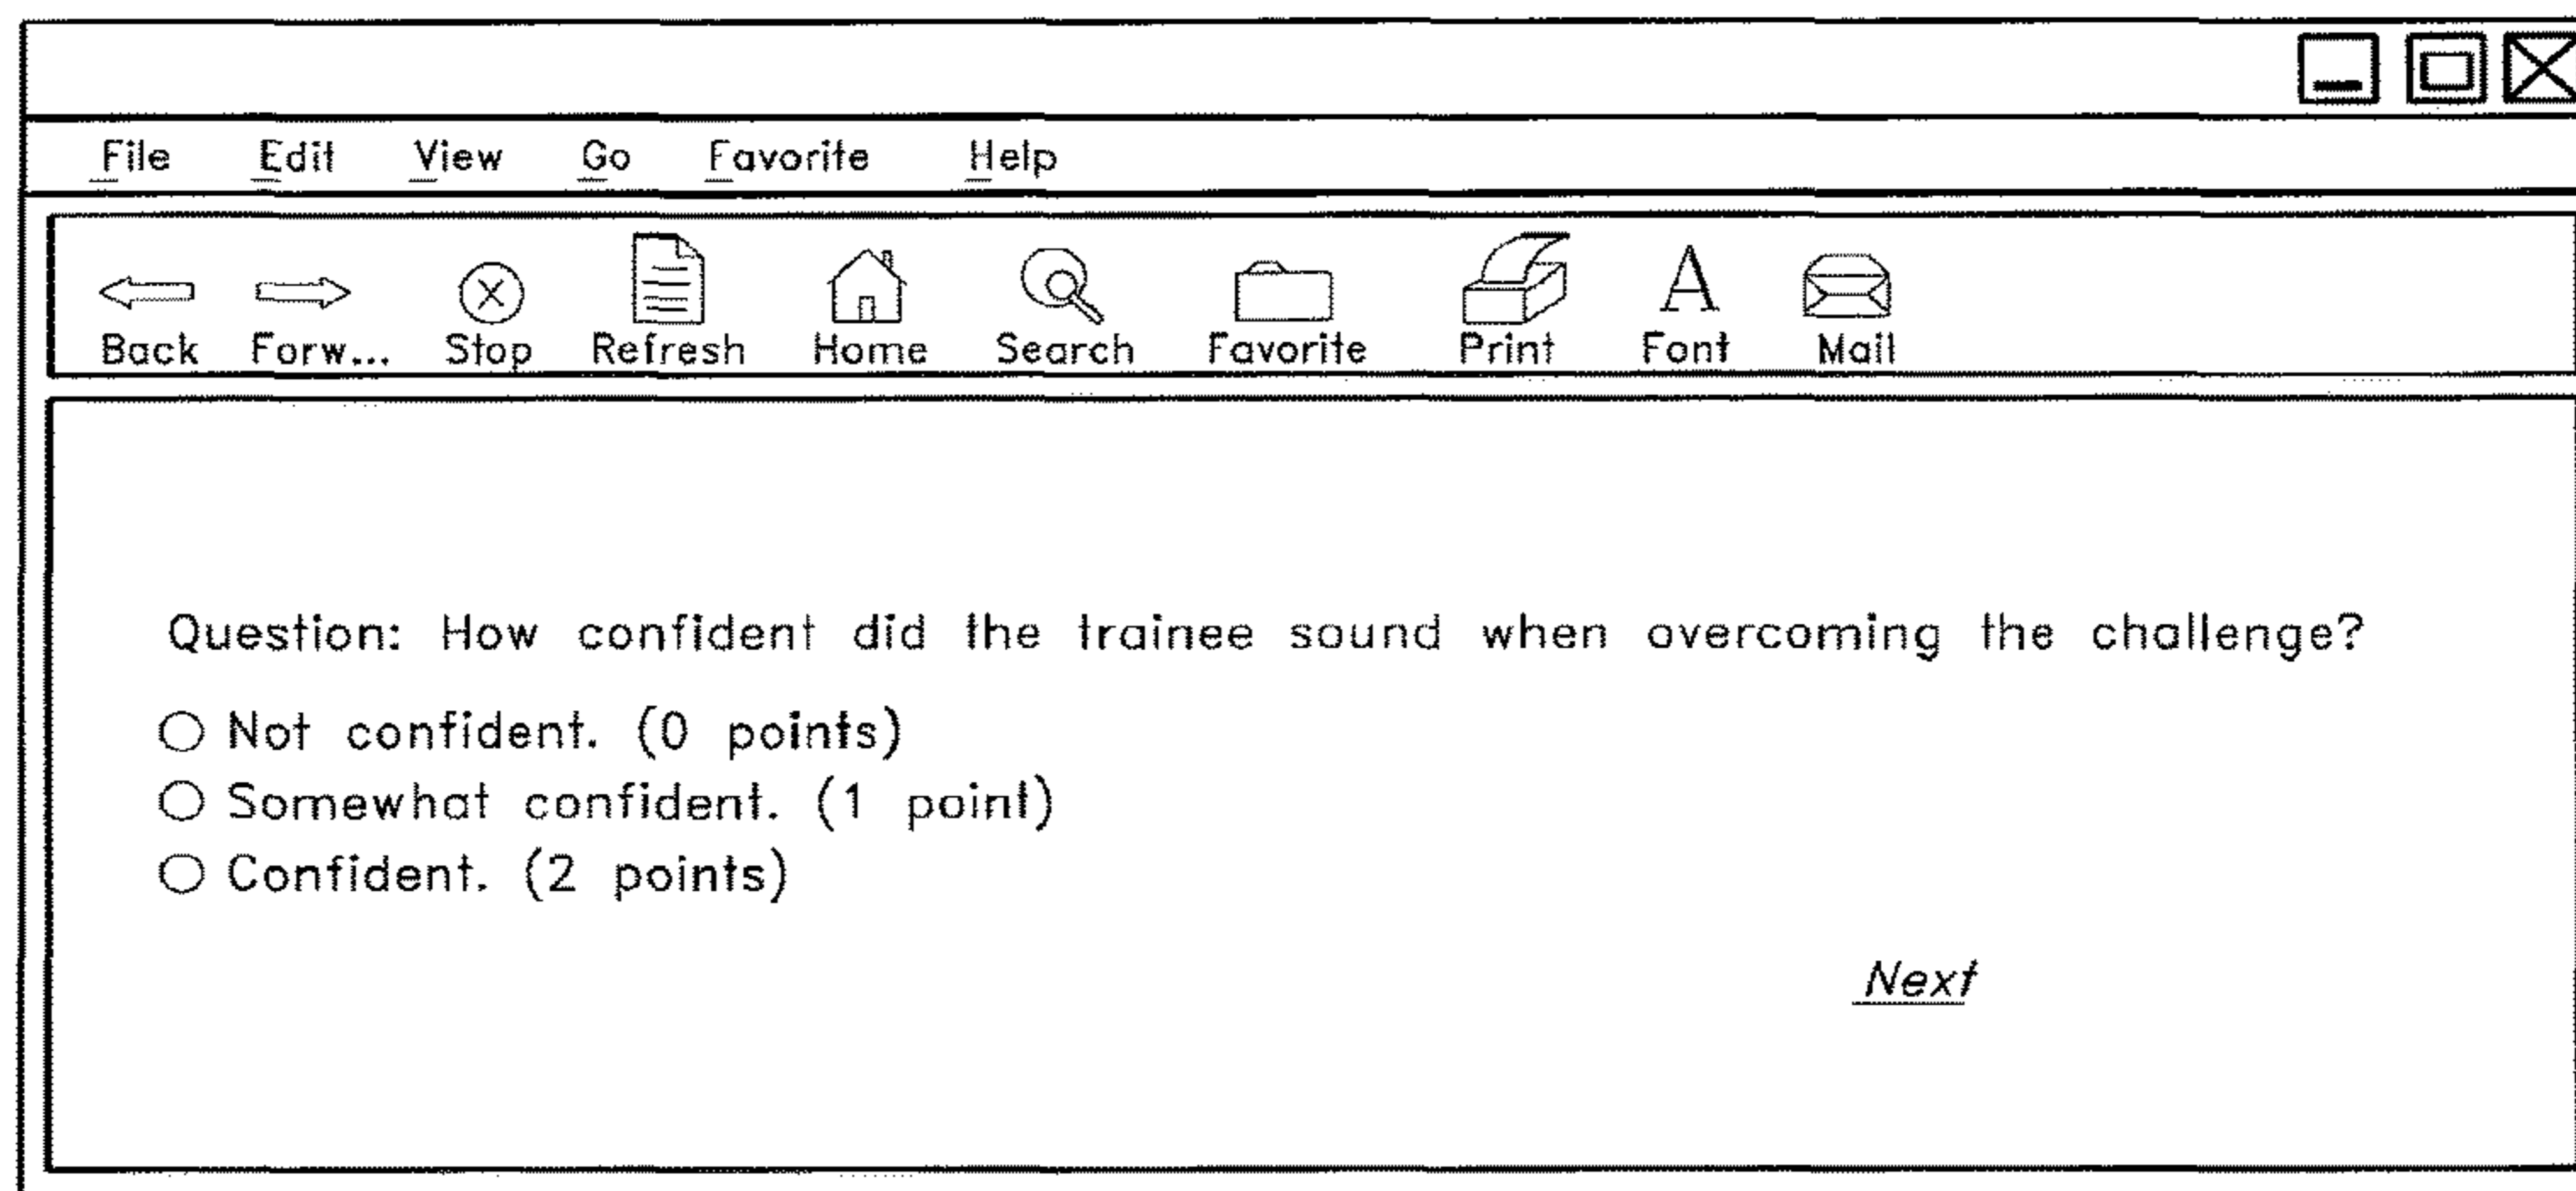 File Edit View Go Favorite Help
Back Forw... Stop Refresh Home Search Favorite Print Font Mail
Question: How confident did the trainee sound when overcoming the challenge?
Not confident. (0 points)
Somewhat confident. (1 point)
Confident. (2 points)
Next